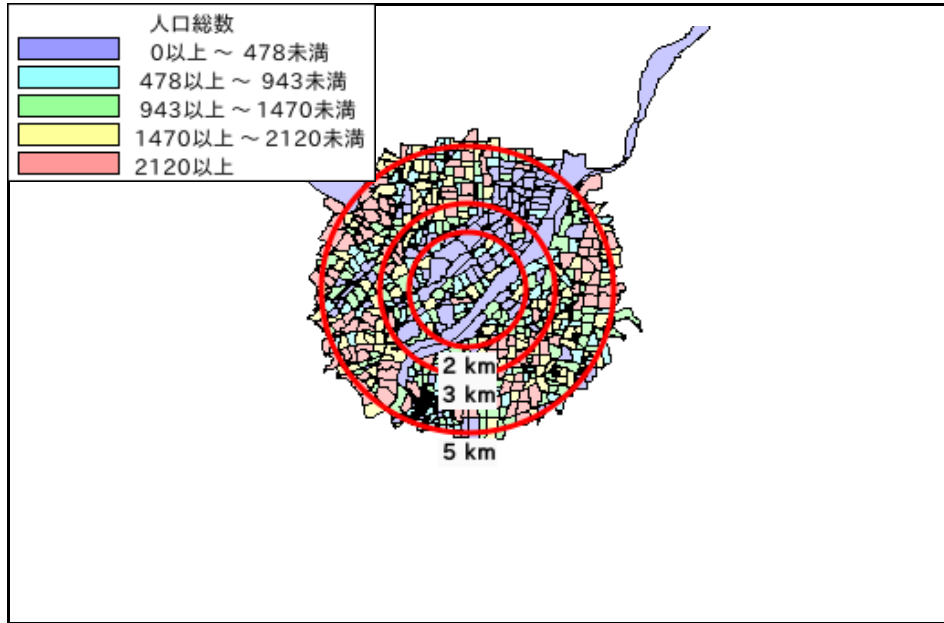 人口総数
0以上 ~ 478未満
478以上 ~ 943未満
943以上 ~ 1470未満
1470以上 ~ 2120未満
2120以上
2 km
3 km
5 km